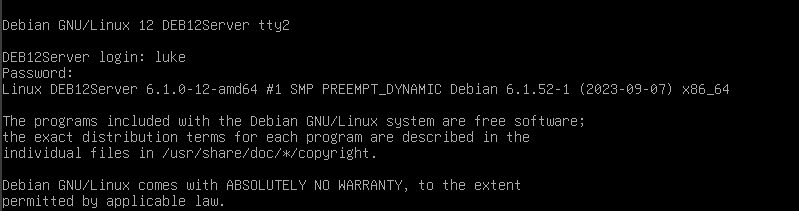 Debian GNU/Linux 12 DEB12Server tty2
DEB12Server login: luke
Password:
Linux DEB12Server 6.1.0-12-amd64 #1 SMP PREEMPT_DYNAMIC Debian 6.1.52-1 (2023-09-07) x86_64
The programs included with the Debian GNU/Linux system are free software;
the exact distribution terms for each program are described in the
individual files in /usr/share/doc/*/copyright.
Debian GNU/Linux comes with ABSOLUTELY NO WARRANTY, to the extent
permitted by applicable law.